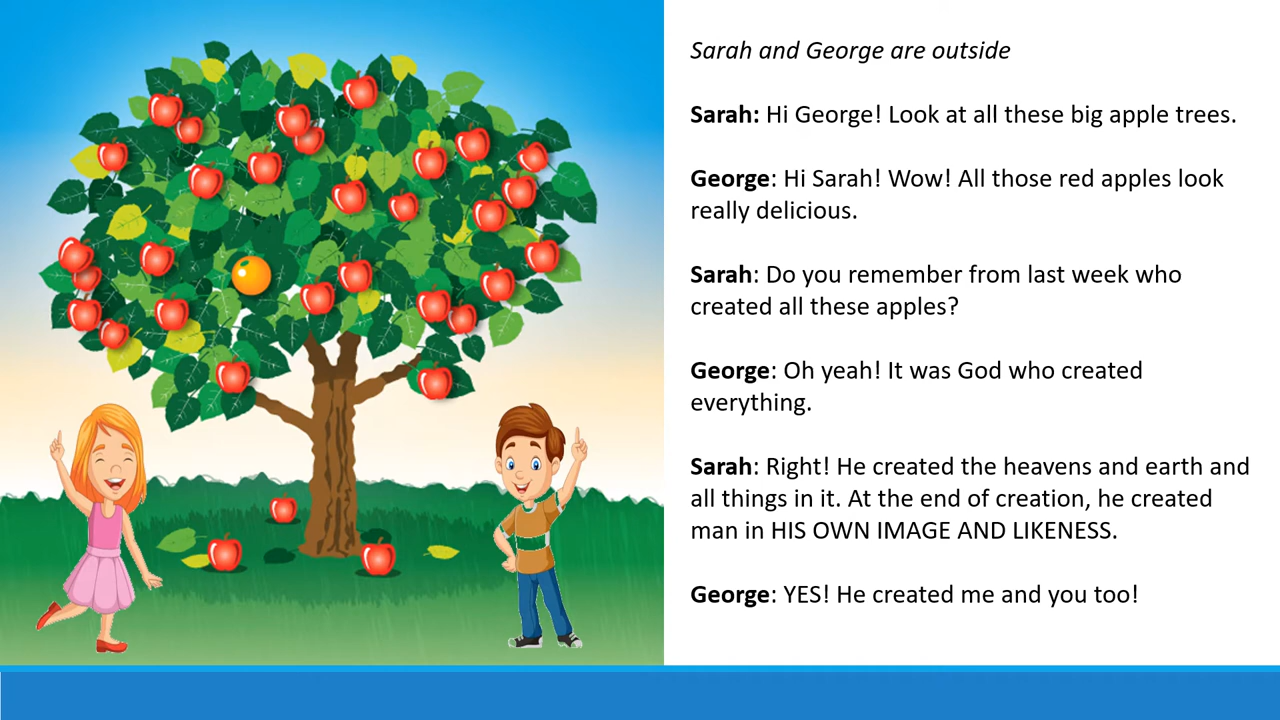 Sarah and George are outside
Sarah: Hi George! Look at all these big apple trees.
George: Hi Sarah! Wow! All those red apples look
really delicious.
Sarah: Do you remember from last week who
created all these apples?
George: Oh yeah! It was God who created
everything.
Sarah: Right! He created the heavens and earth and
all things in it. At the end of creation, he created
man in HIS OWN IMAGE AND LIKENESS.
George: YES! He created me and you too!